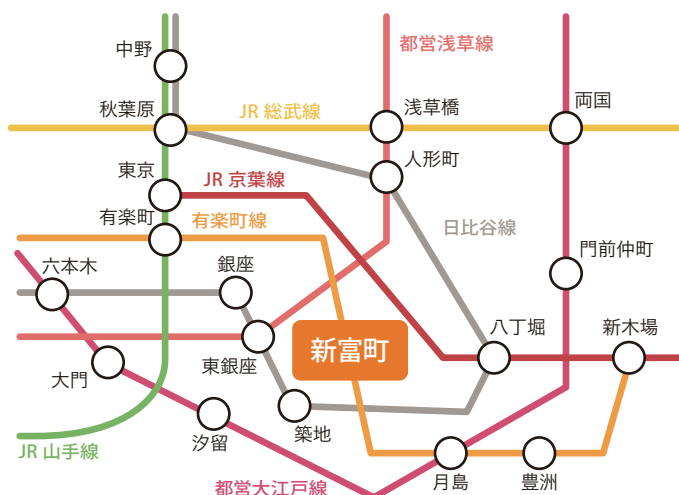 中野
都営浅草線
秋葉原
JR 総武線
浅草橋
両国
人形町
東京
JR 京葉線
有楽町
有楽町線
日比谷線
門前仲町
六本木
銀座
八丁堀
新木場
新富町
東銀座
大門
築地
汐留
JR 山手線
月島
豊洲
都営大江戸線